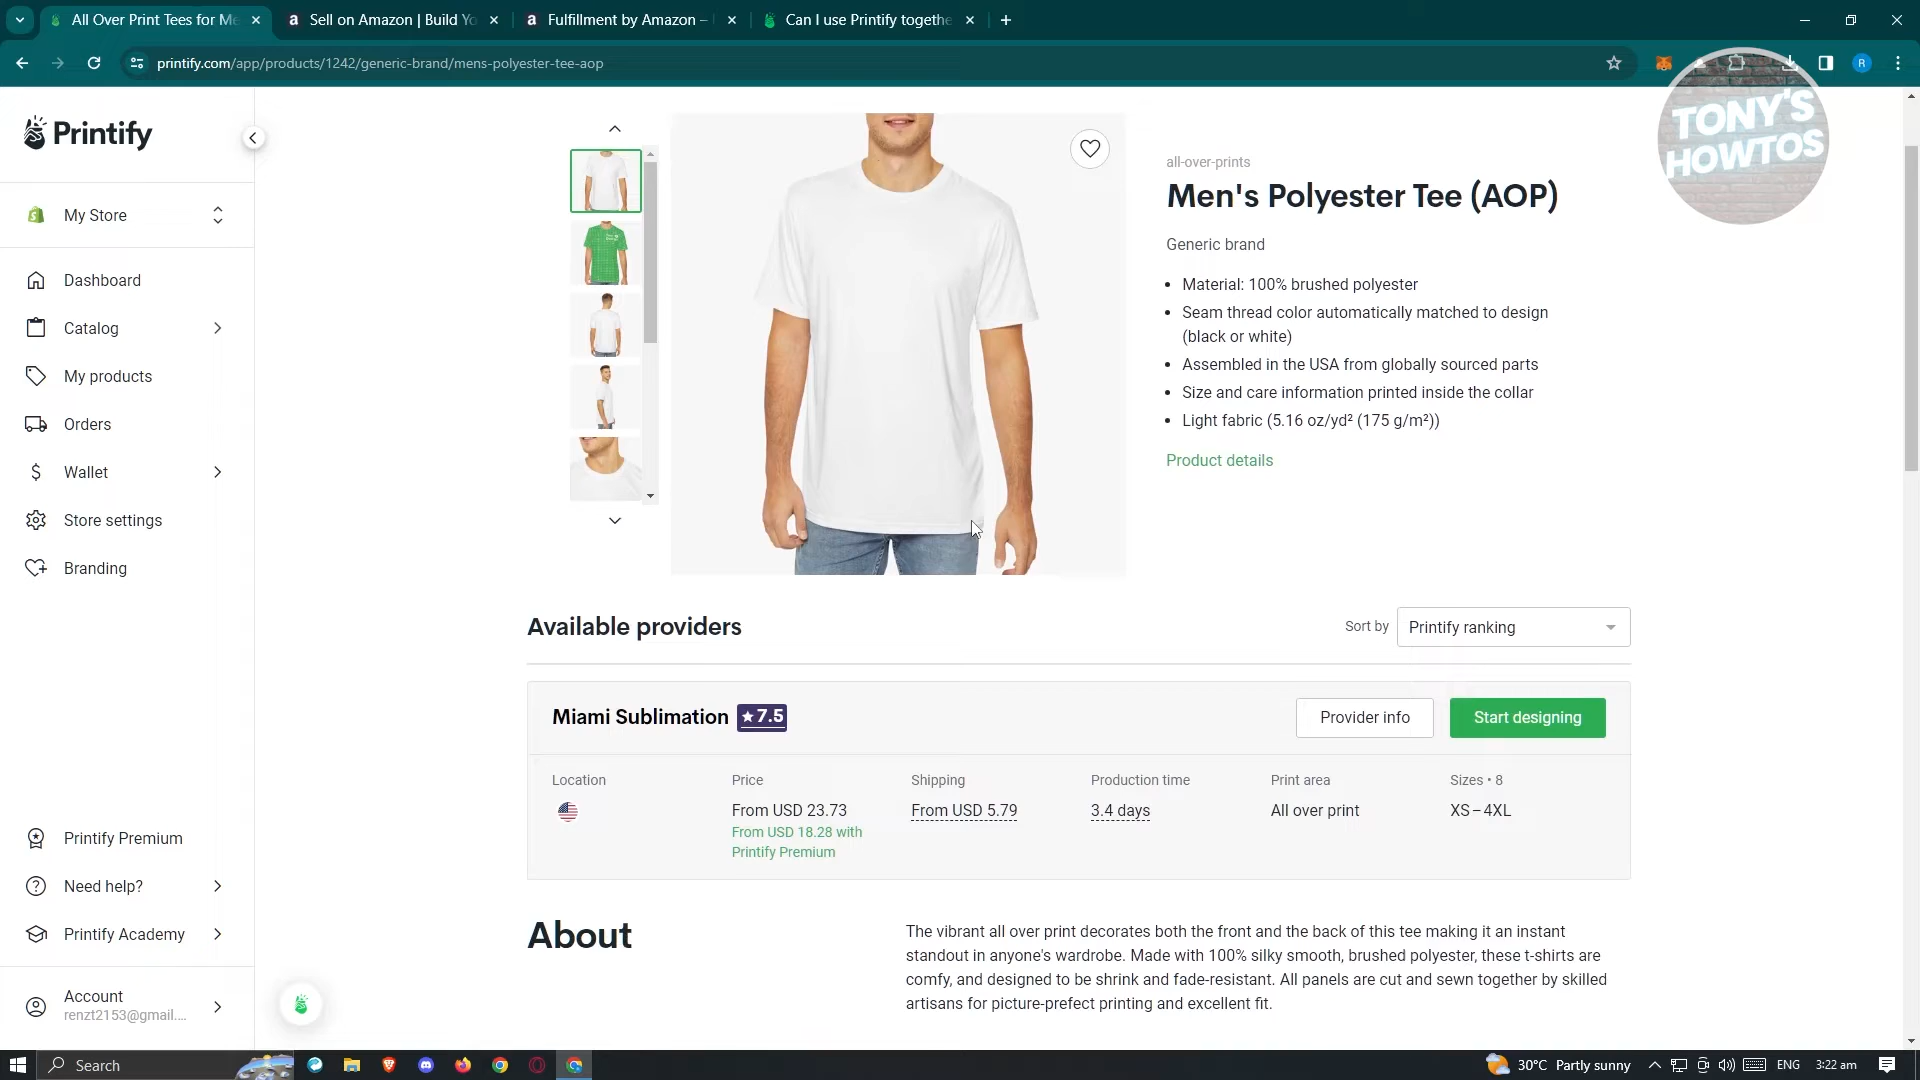 All Over Print Tees for Me
Sell on Amazon | Build Yo
Fulfillment by Amazon –
Can I use Printify togethe
printify.com/app/products/1242/generic-brand/mens-polyester-tee-aop
R
TONY'S
HOWTOS
Printify
My Store
Dashboard
Catalog
My products
Orders
Wallet
Store settings
Branding
Printify Premium
Need help?
Printify Academy
Account
renzt2153@gmail....
all-over-prints
Men's Polyester Tee (AOP)
Generic brand
• Material: 100% brushed polyester
• Seam thread color automatically matched to design
(black or white)
• Assembled in the USA from globally sourced parts
• Size and care information printed inside the collar
• Light fabric (5.16 oz/yd² (175 g/m²))
Product details
Available providers
Sort by
Printify ranking
Miami Sublimation
7.5
Provider info
Start designing
Location
Price
From USD 23.73
From USD 18.28 with
Printify Premium
Shipping
From USD 5.79
Production time
3.4 days
Print area
All over print
Sizes • 8
XS – 4XL
About
The vibrant all over print decorates both the front and the back of this tee making it an instant
standout in anyone's wardrobe. Made with 100% silky smooth, brushed polyester, these t-shirts are
comfy, and designed to be shrink and fade-resistant. All panels are cut and sewn together by skilled
artisans for picture-prefect printing and excellent fit.
Search
30°C Partly sunny
ENG
3:22 am